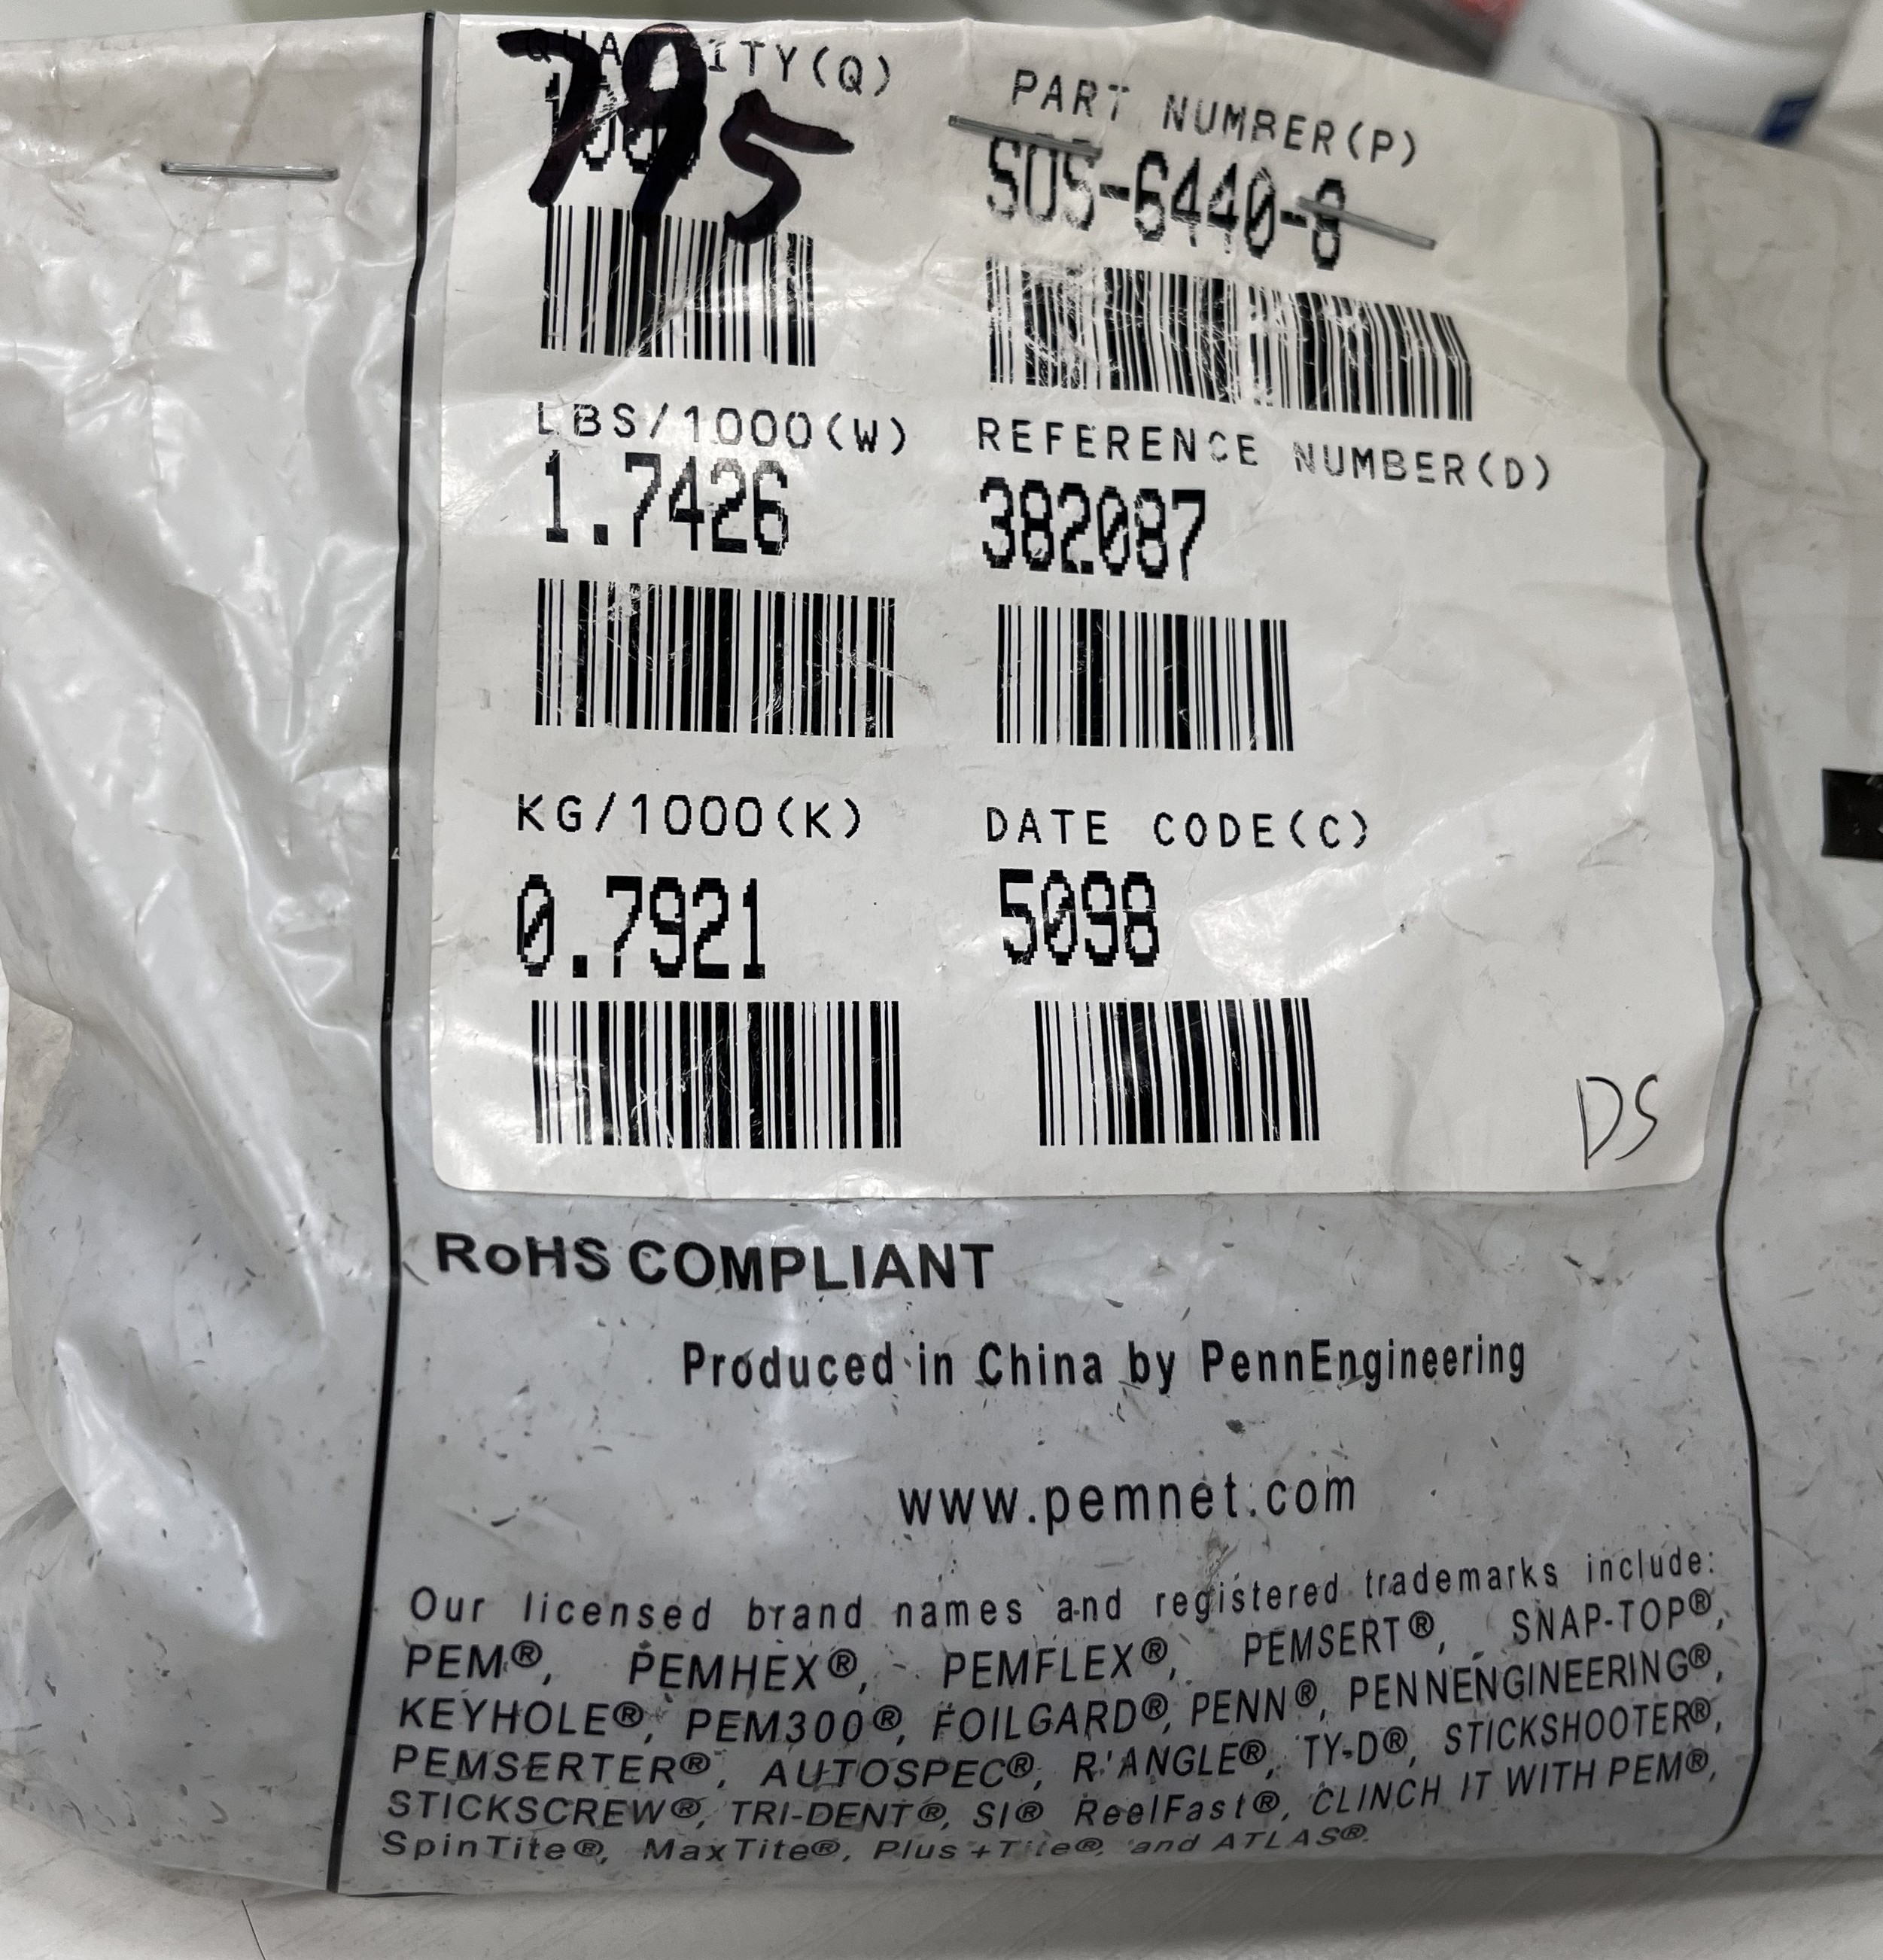 QUANTITY(Q)
795
PART NUMBER(P)
SOS-6440-8
LBS/1000(W)
1.7426
REFERENCE NUMBER(D)
382087
KG/1000(K)
0.7921
DATE CODE(C)
5098
DS
RoHS COMPLIANT
Produced in China by PennEngineering
www.pemnet.com
Our licensed brand names and registered trademarks include:
PEM®, PEMHEX®, PEMFLEX®, PEMSERT®, SNAP-TOP®,
KEYHOLE®, PEM300®, FOILGARD®, PENN®, PENNENGINEERING®,
PEMSERTER®, AUTOSPEC®, R'ANGLE®, TY-D®, STICKSHOOTER®,
STICKSCREW®, TRI-DENT®, SI® ReelFast®, CLINCH IT WITH PEM®,
SpinTite®, MaxTite®, Plus+Tite®, and ATLAS®.